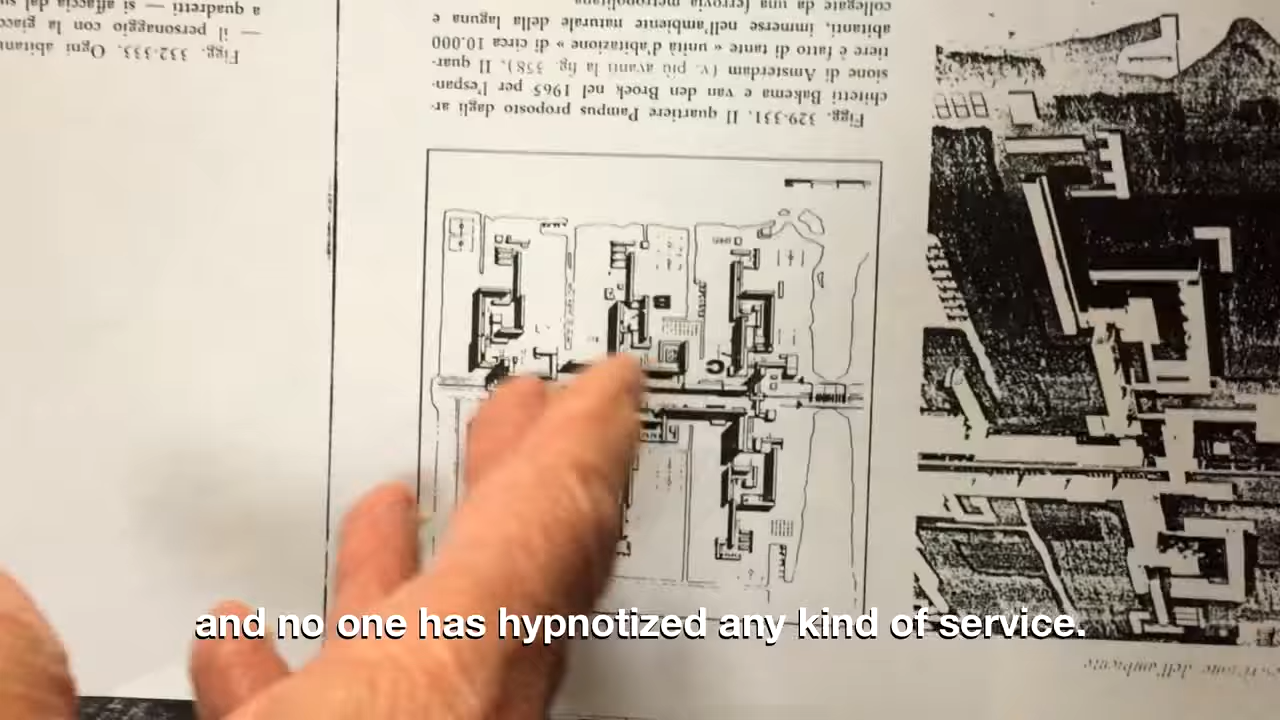 Figg. 329-331. Il quartiere Pampus proposto dagli ar-
chitetti Bakema e van den Broek nel 1965 per l'espan-
sione di Amsterdam (v. più avanti la fig. 358). Il quar-
tiere è fatto di tante « unità d'abitazione » di circa 10.000
abitanti, immerse nell'ambiente naturale della laguna e
collegate da una ferrovia metropolitana.
Figg. 332-333. Ogni
— il personaggio con la
a quadretti — si affaccia dal
dell'ambiente
and no one has hypnotized any kind of service.